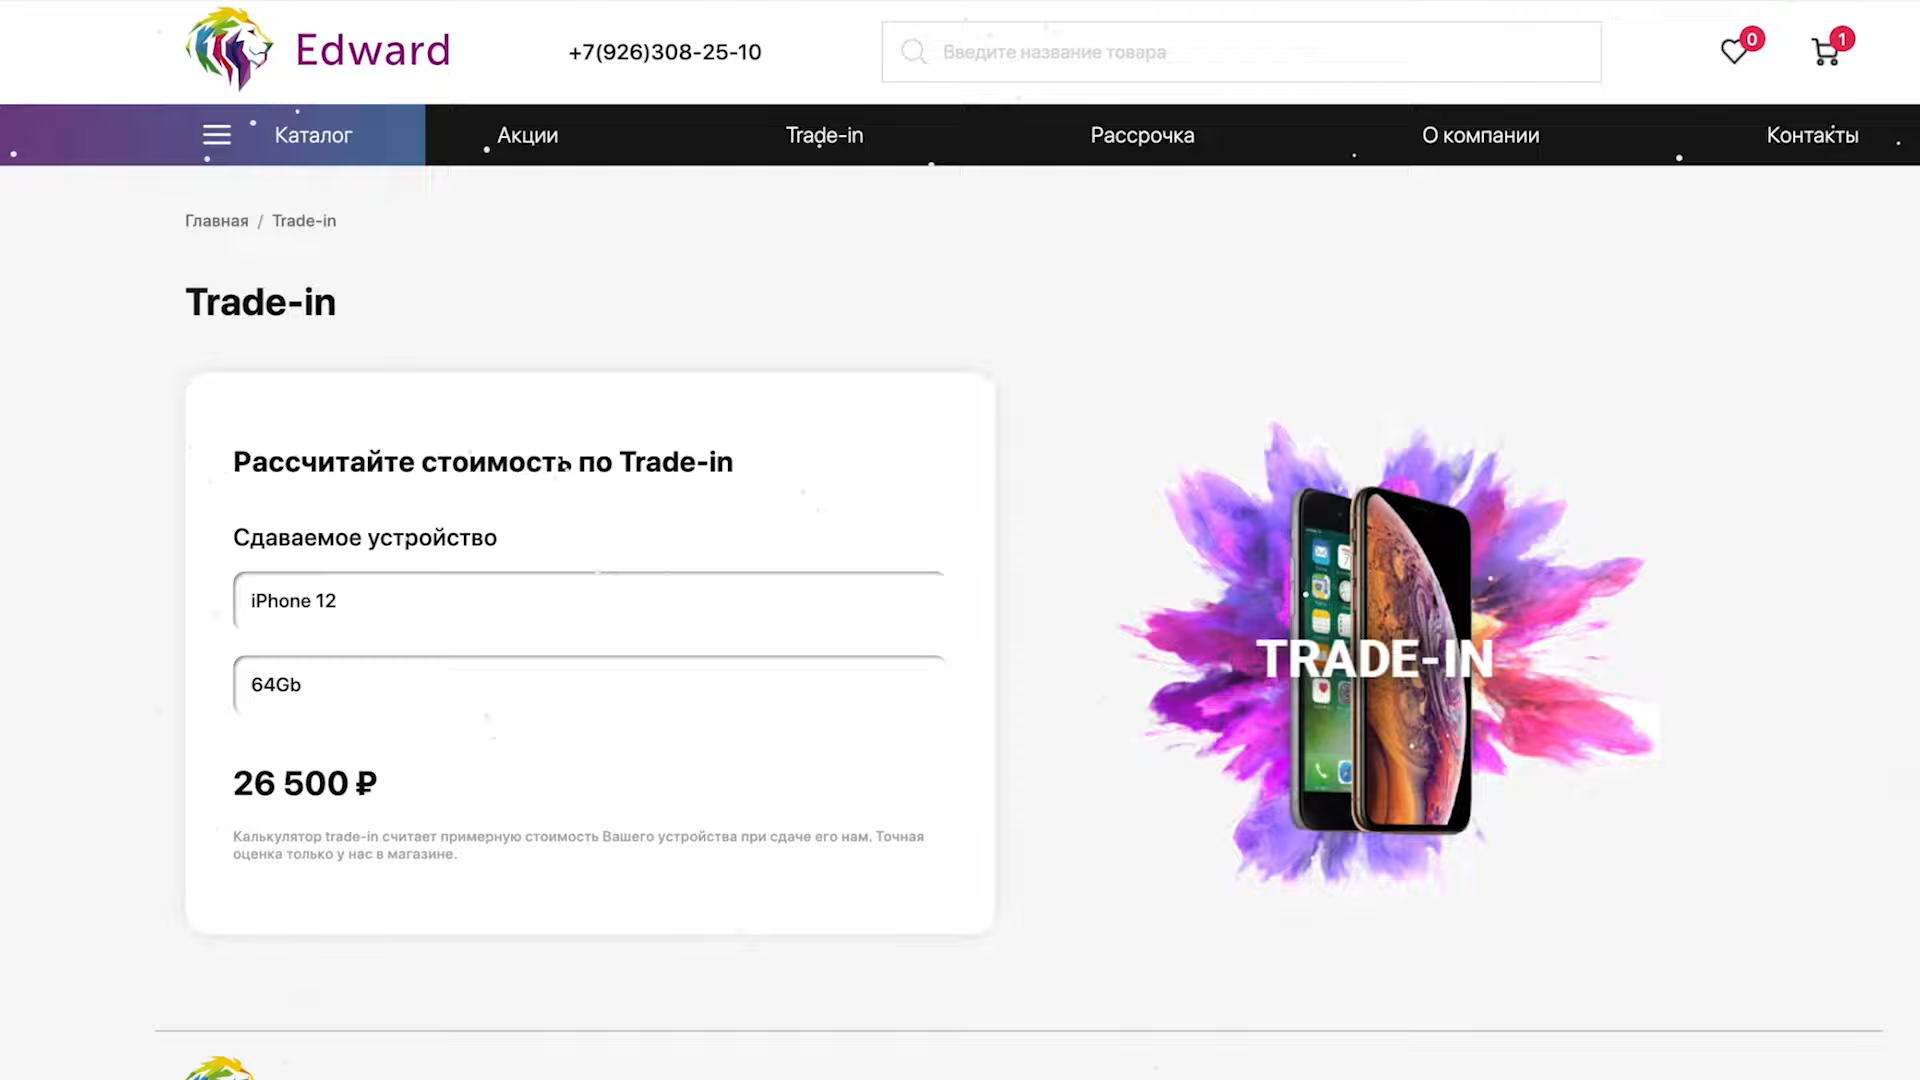 Edward
+7(926)308-25-10
Введите название товара
0
1
Каталог
Акции
Trade-in
Рассрочка
О компании
Контакты
Главная / Trade-in
Trade-in
Рассчитайте стоимость по Trade-in
Сдаваемое устройство
iPhone 12
64Gb
26 500 ₽
Калькулятор trade-in считает примерную стоимость Вашего устройства при сдаче его нам. Точная
оценка только у нас в магазине.
TRADE-IN